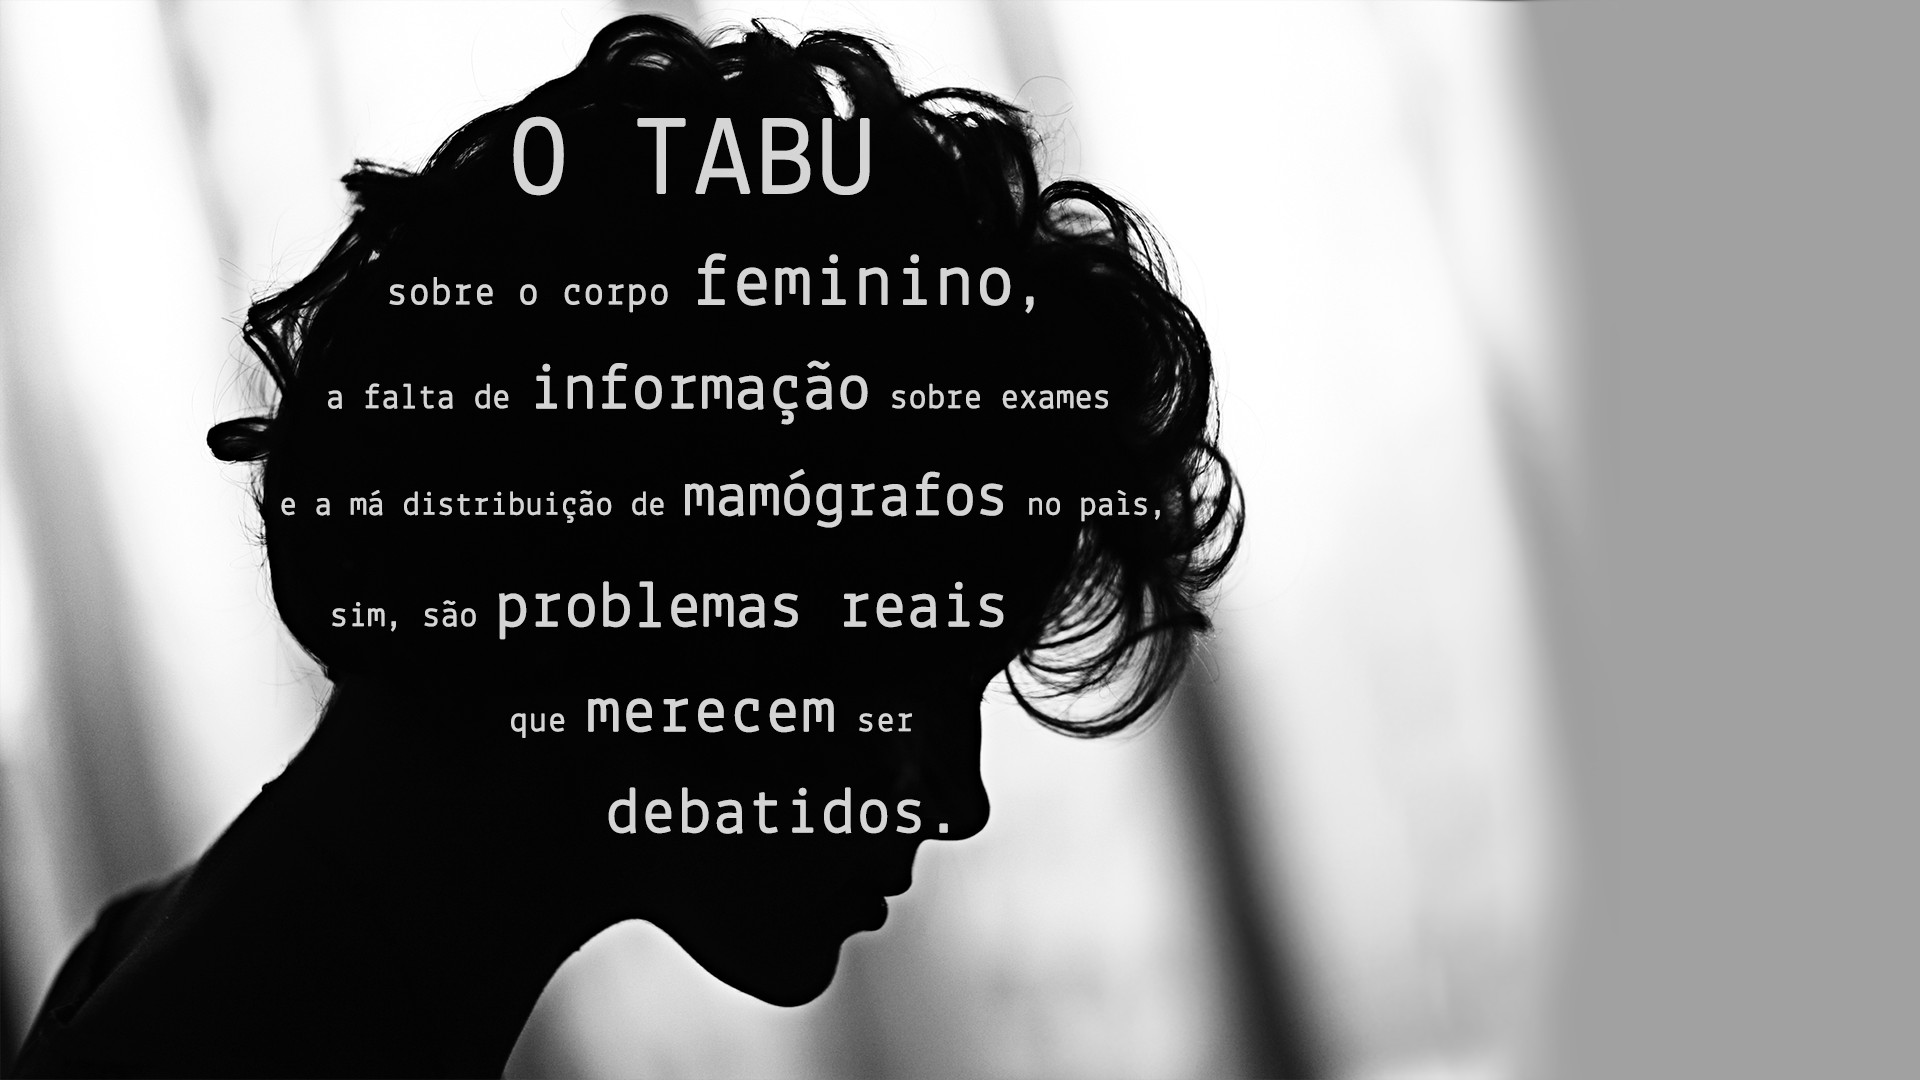 O TABU
sobre o corpo feminino,
a falta de informação sobre exames
e a má distribuição de mamógrafos no paìs,
sim, são problemas reais
que merecem ser
debatidos.